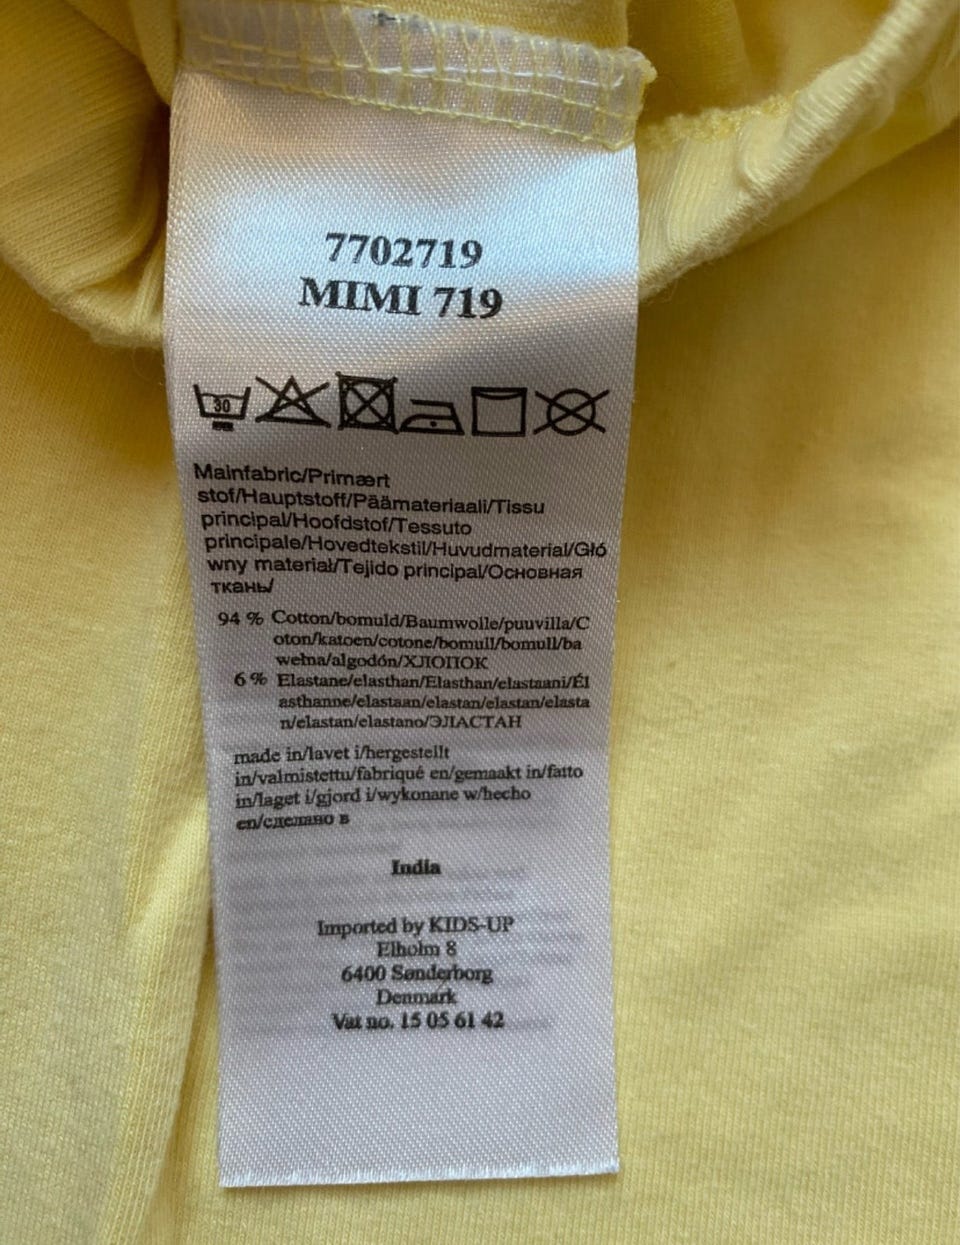 7702719
MIMI 719
30
Mainfabric/Primært
stof/Hauptstoff/Päämateriaali/Tissu
principal/Hoofdstof/Tessuto
principale/Hovedtekstil/Huvudmaterial/Głó
wny materiał/Tejido principal/Основная
ткань/
94 % Cotton/bomuld/Baumwolle/puuvilla/C
oton/katoen/cotone/bomull/bomull/ba
wełna/algodón/ХЛОПОК
6 % Elastane/elasthan/Elasthan/elastaani/Él
asthanne/elastaan/elastan/elastan/elasta
n/elastan/elastano/ЭЛАСТАН
made in/lavet i/hergestellt
in/valmistettu/fabriqué en/gemaakt in/fatto
in/laget i/gjord i/wykonane w/hecho
en/сделано в
India
Imported by KIDS-UP
Elholm 8
6400 Sønderborg
Denmark
Vat no. 15 05 61 42